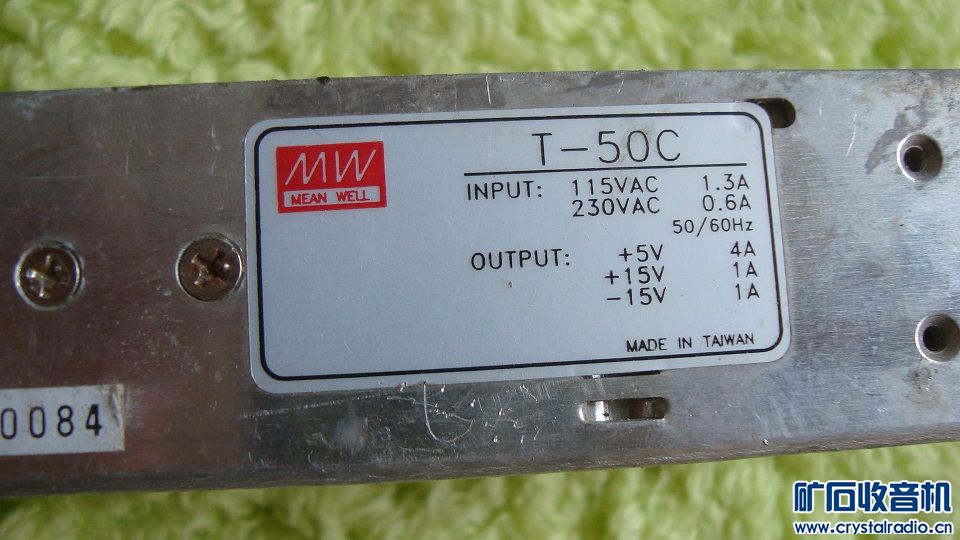 MW
MEAN WELL
T-50C
INPUT: 115VAC 1.3A
230VAC 0.6A
50/60Hz
OUTPUT: +5V 4A
+15V 1A
-15V 1A
MADE IN TAIWAN
0084
矿石收音机
www.crystalradio.cn